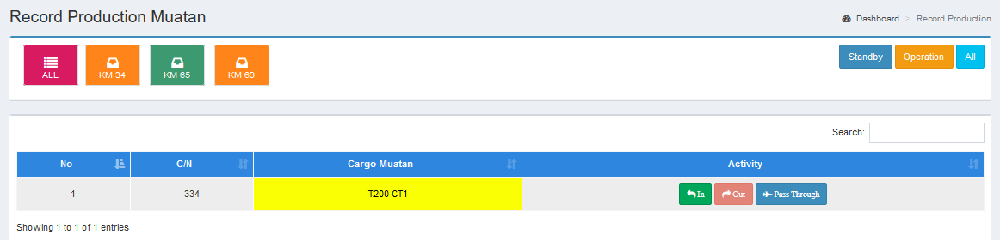 Record Production Muatan
Dashboard > Record Production
ALL KM 34 KM 65 KM 69
Standby Operation All
Search:
No C/N Cargo Muatan Activity
1 334 T200 CT1 In Out Pass Through
Showing 1 to 1 of 1 entries